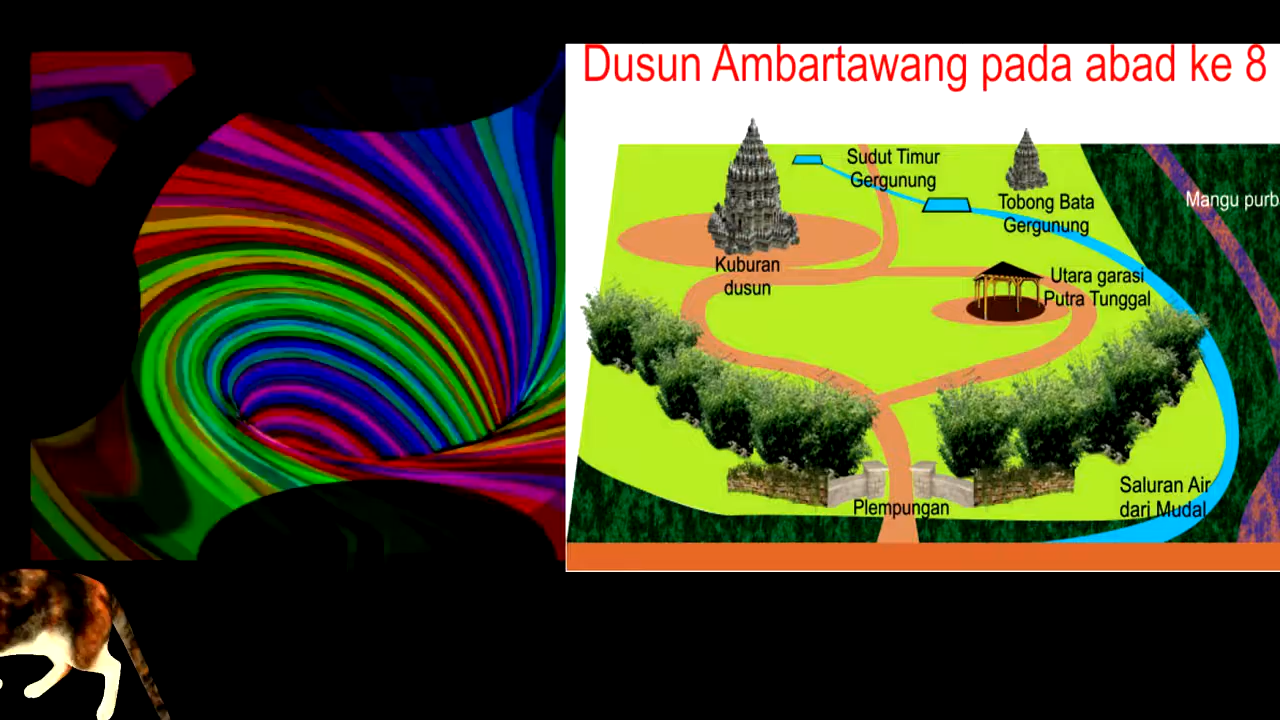 Dusun Ambartawang pada abad ke 8
Sudut Timur
Gergunung
Tobong Bata
Gergunung
Mangu purb
Kuburan
dusun
Utara garasi
Putra Tunggal
Saluran Air
dari Mudal
Plempungan